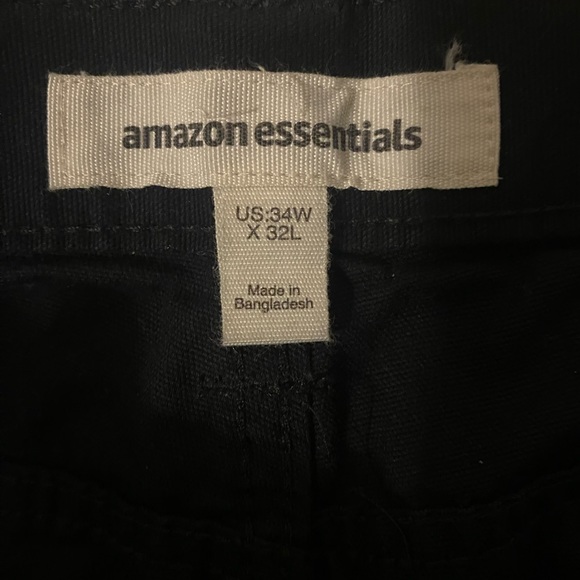 amazon essentials
US:34W
X 32L
Made in
Bangladesh